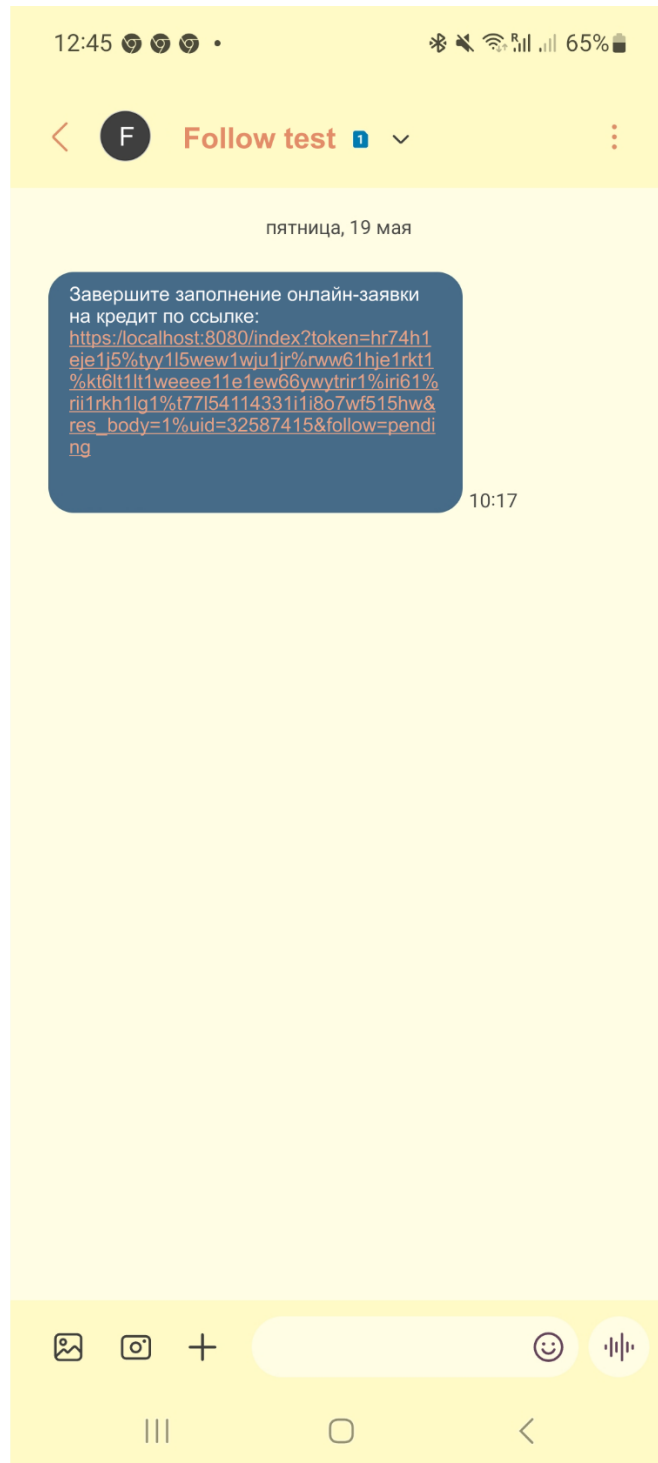 12:45
65%
F Follow test 1
пятница, 19 мая
Завершите заполнение онлайн-заявки
на кредит по ссылке:
https:/localhost:8080/index?token=hr74h1
eje1j5%tyy1l5wew1wju1jr%rww61hje1rkt1
%kt6lt1lt1weeee11e1ew66ywytrir1%iri61%
rii1rkh1lg1%t77l54114331i1i8o7wf515hw&
res_body=1%uid=32587415&follow=pendi
ng
10:17